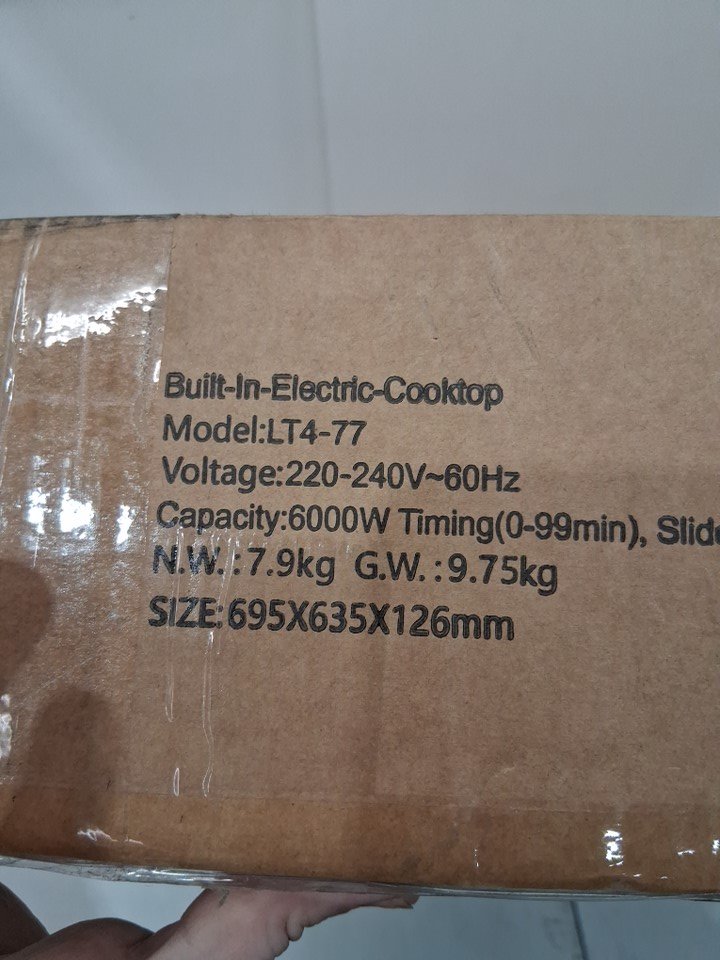 Built-In-Electric-Cooktop
Model:LT4-77
Voltage:220-240V~60Hz
Capacity:6000W Timing(0-99min),
N.W.:7.9kg G.W.:9.75kg
SIZE:695X635X126mm